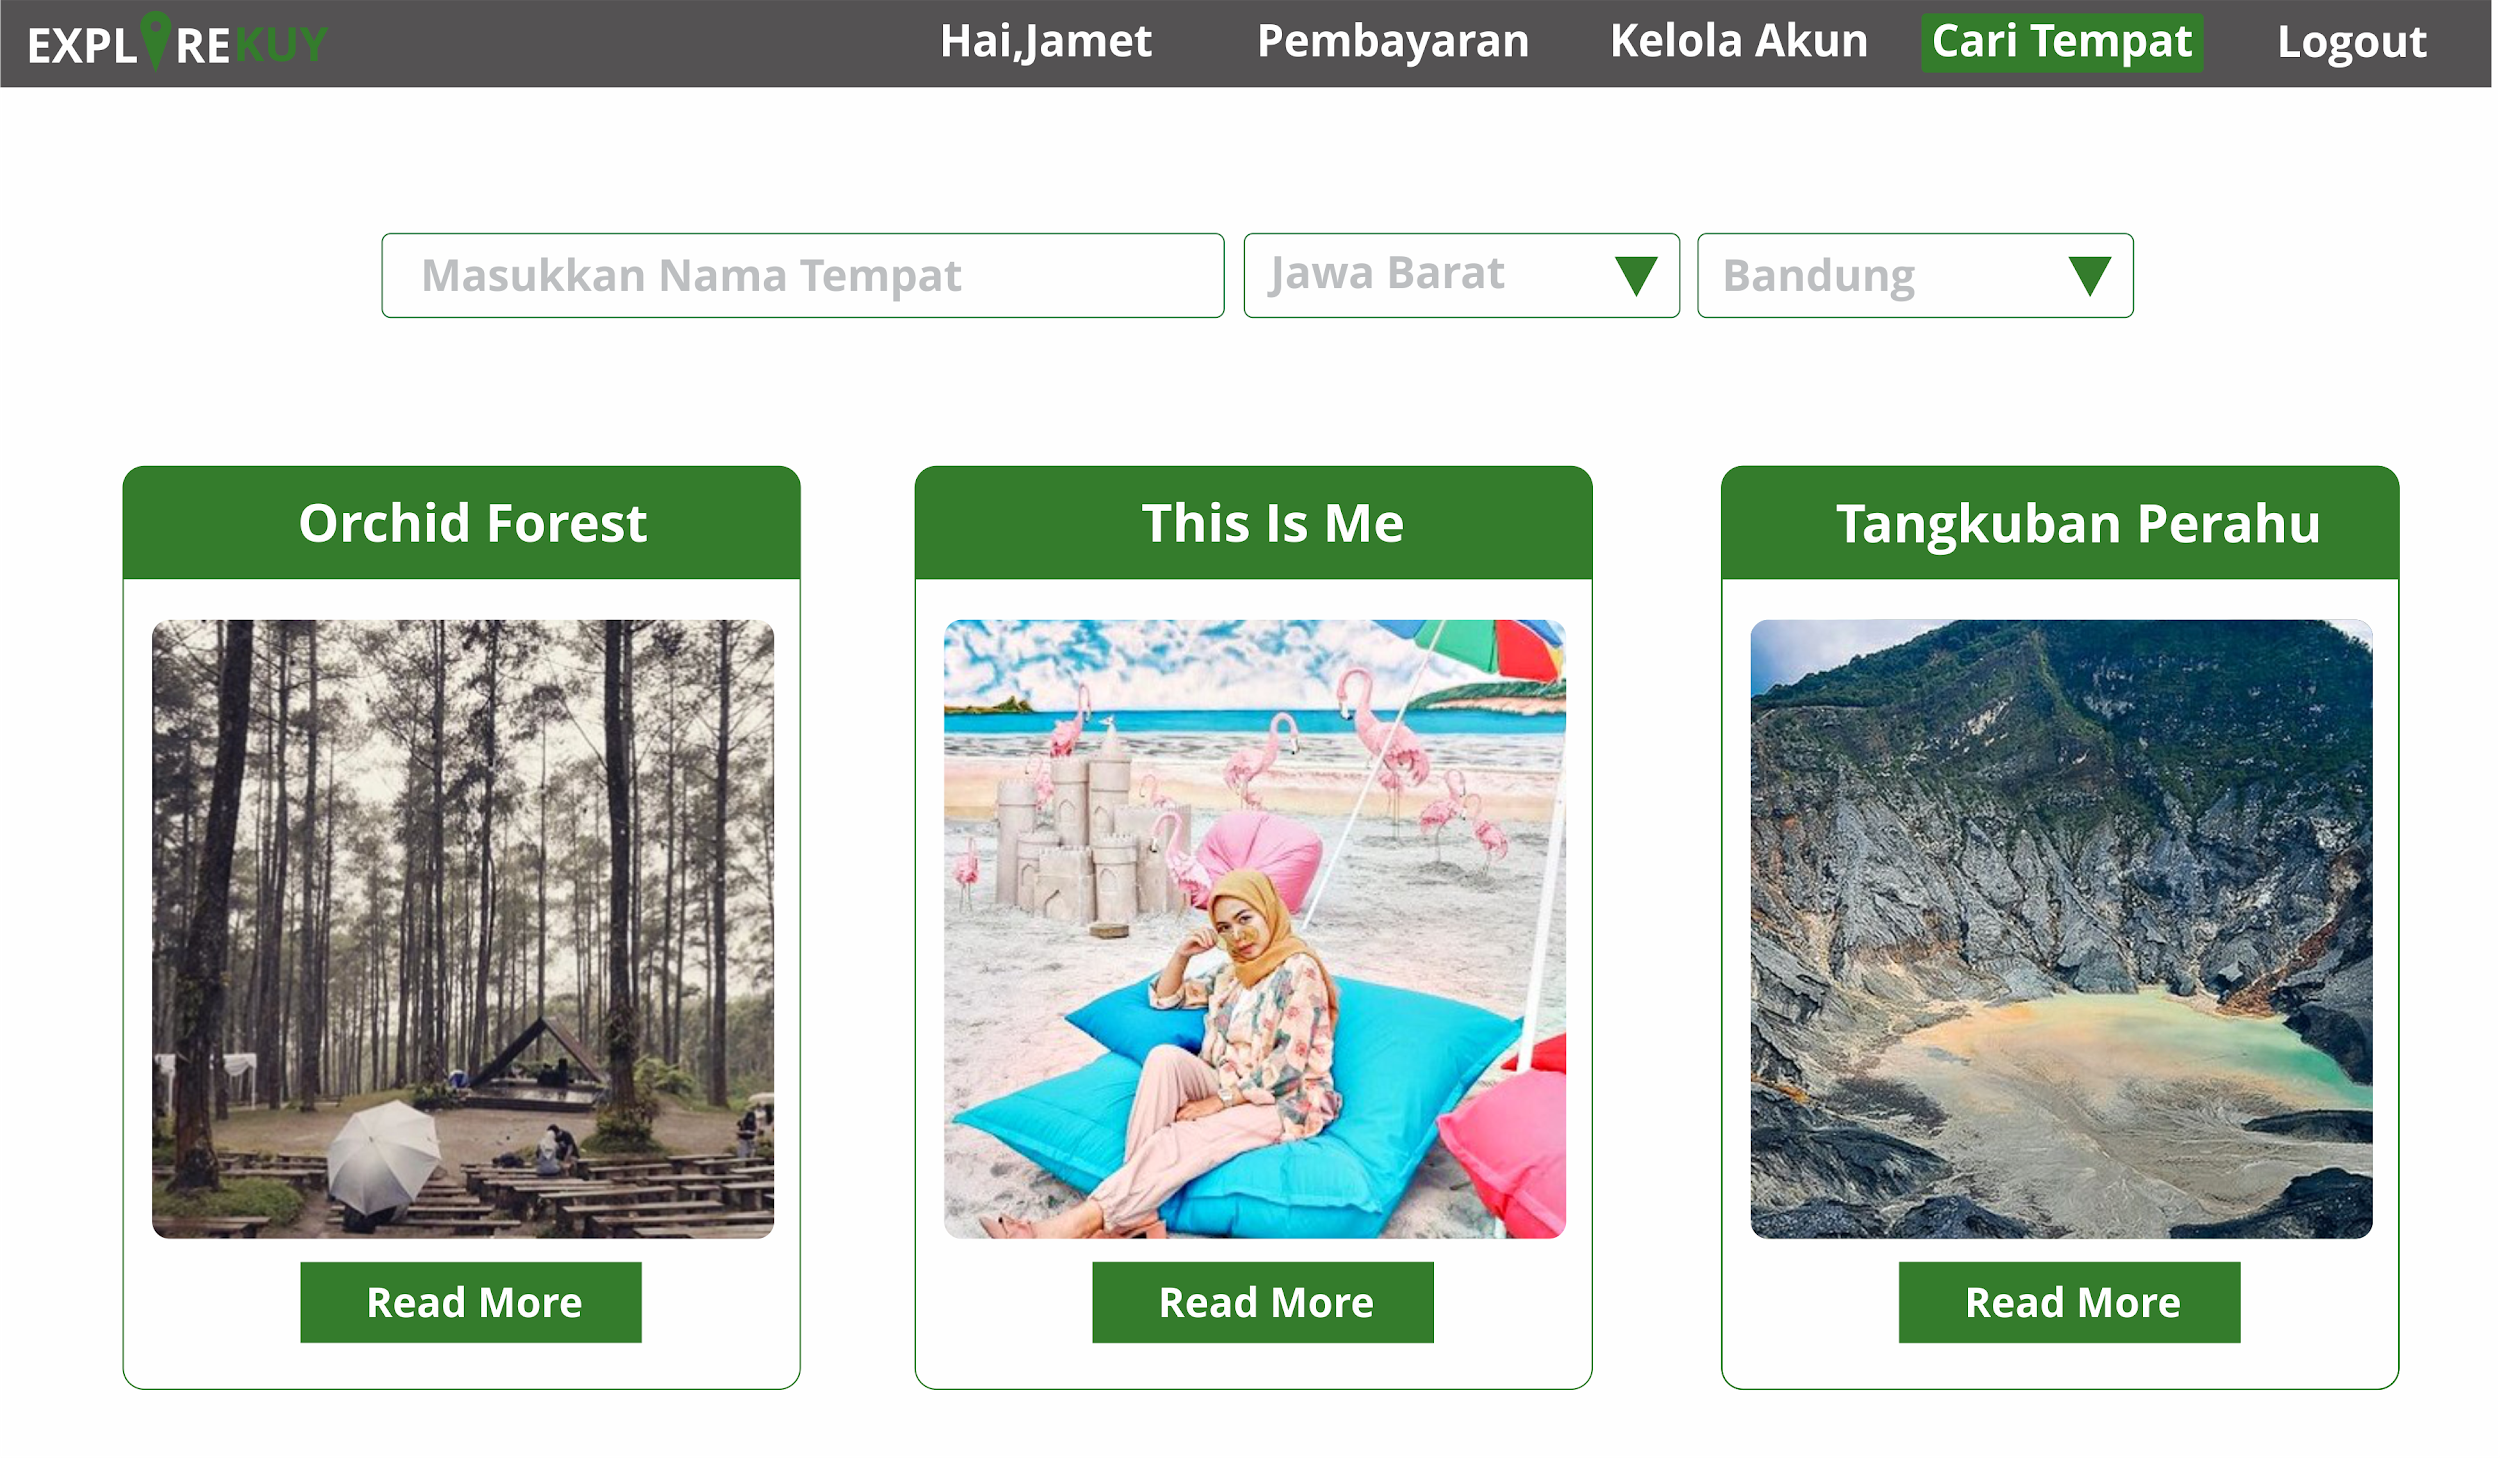 EXPLOREKUY
Hai,Jamet
Pembayaran
Kelola Akun
Cari Tempat
Logout
Masukkan Nama Tempat
Jawa Barat
Bandung
Orchid Forest
This Is Me
Tangkuban Perahu
Read More
Read More
Read More